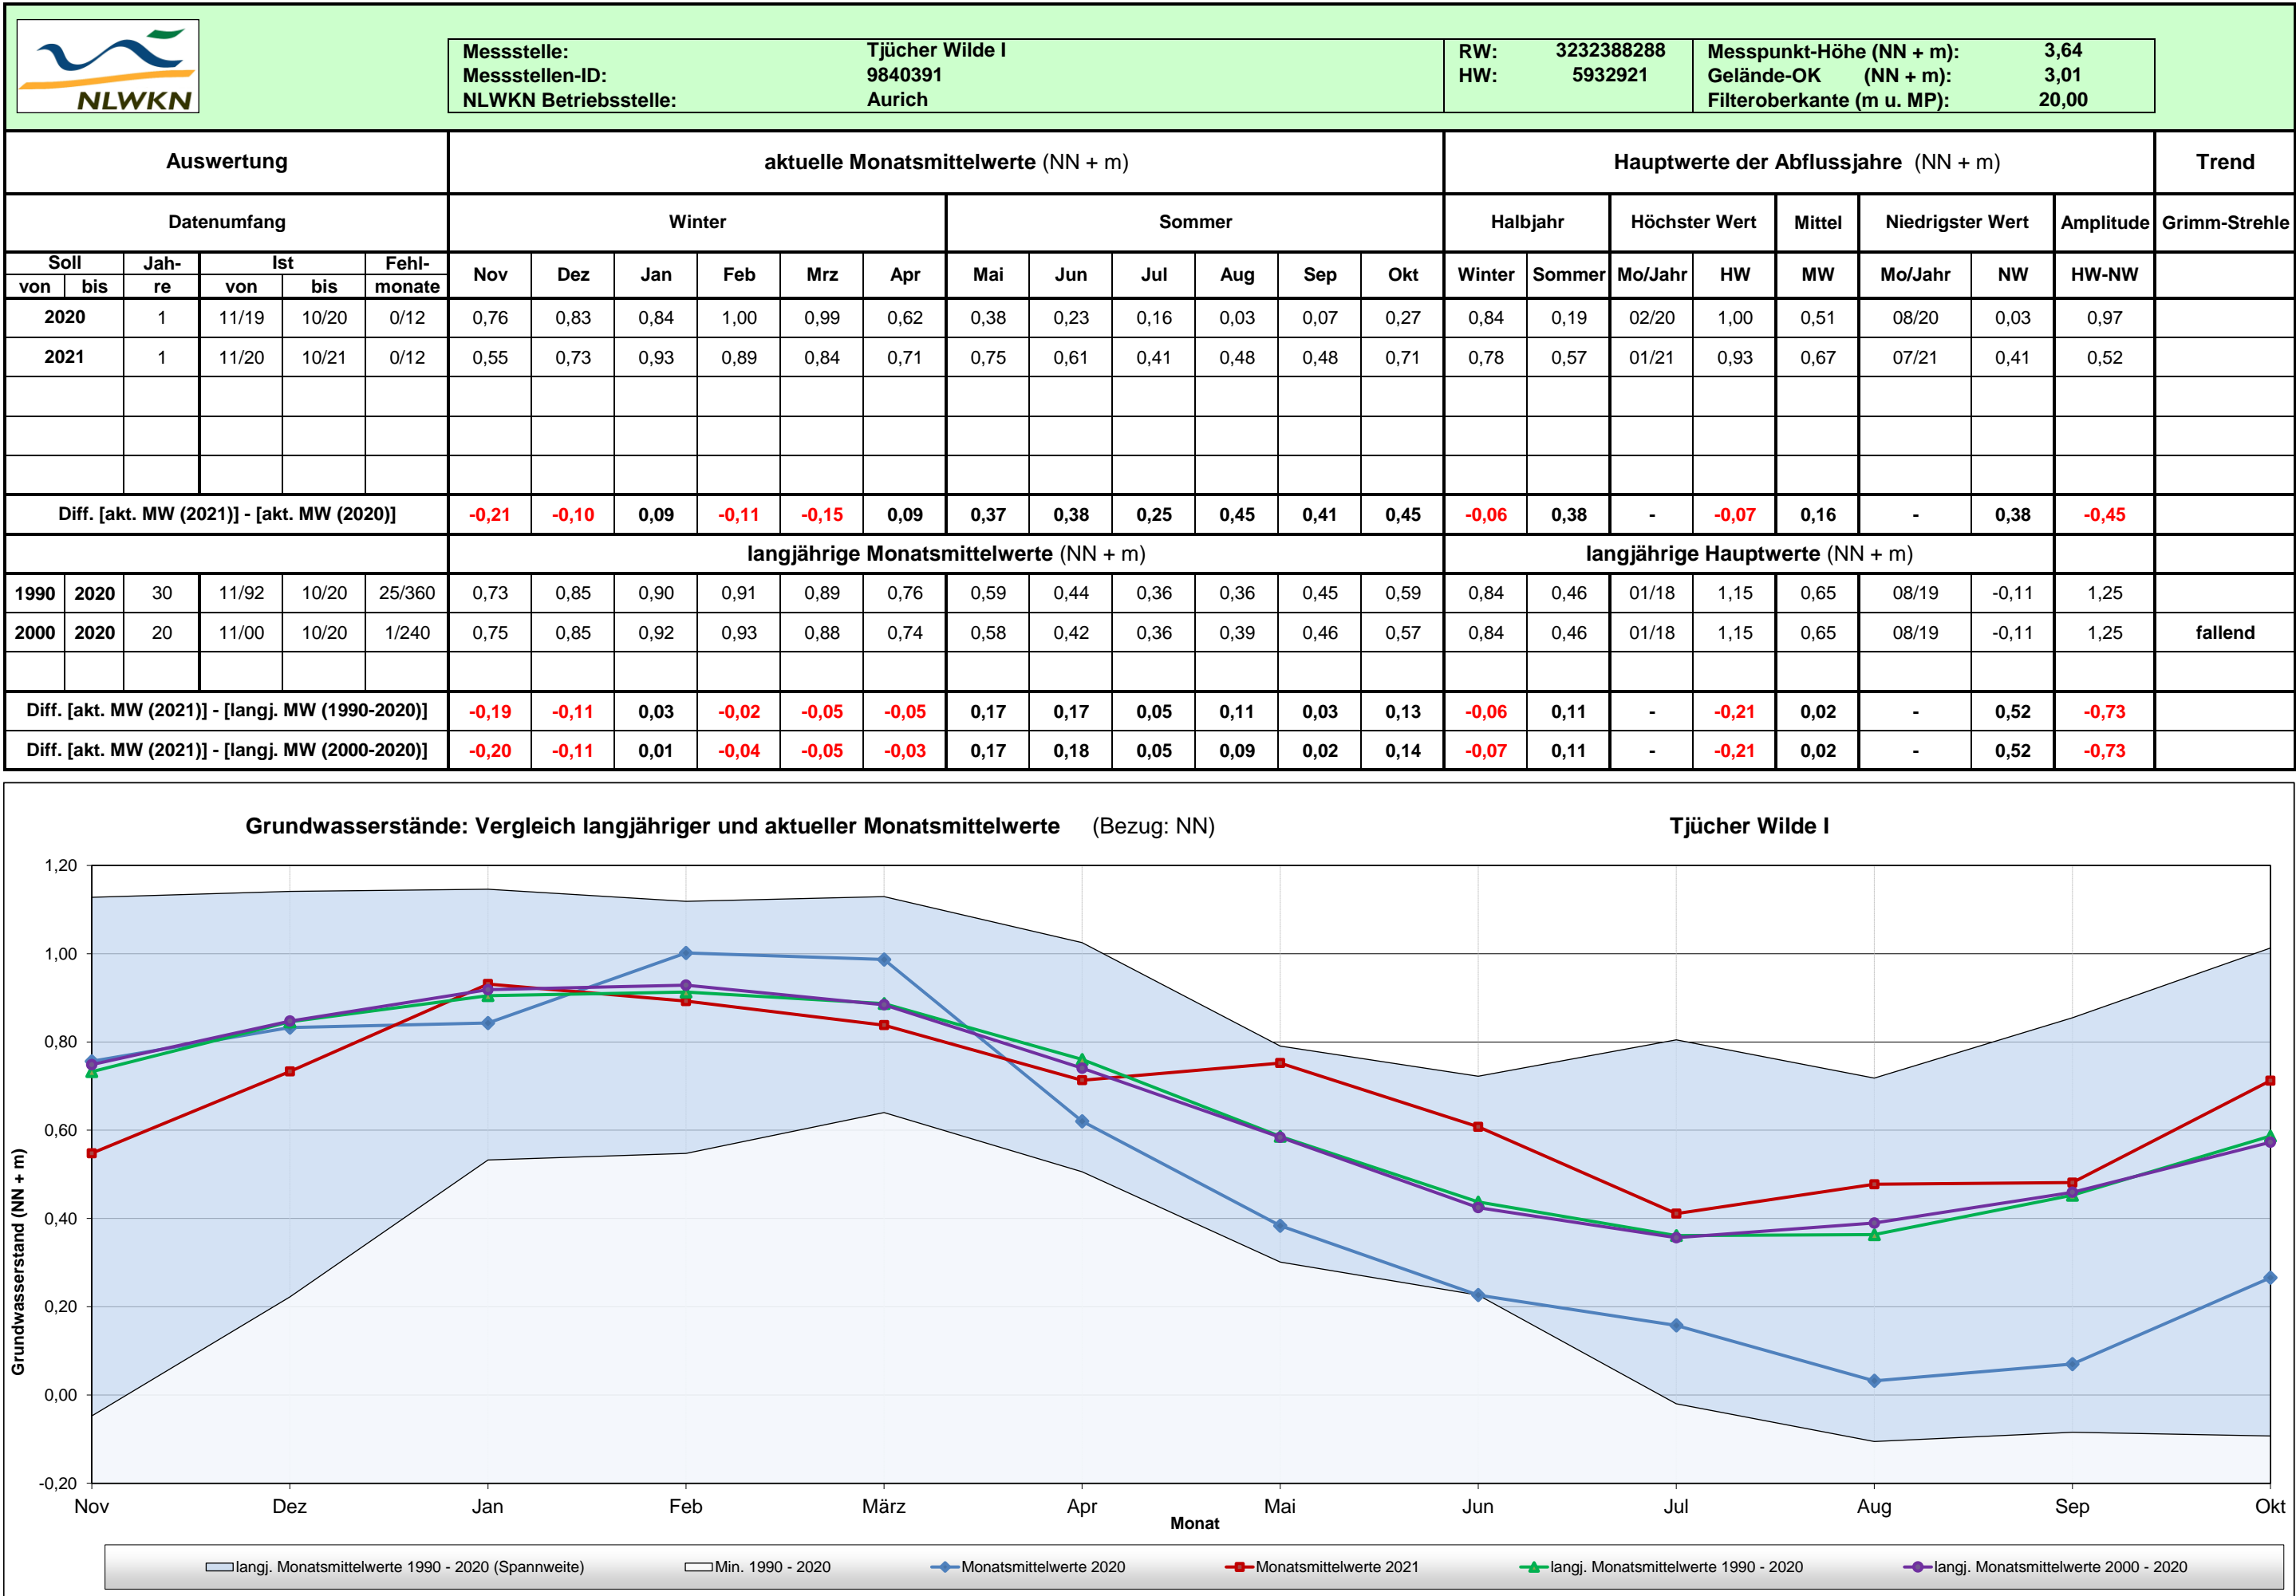 NLWKN
Messstelle: Tjücher Wilde I RW: 3232388288 Messpunkt-Höhe (NN + m): 3,64
Messstellen-ID: 9840391 HW: 5932921 Gelände-OK (NN + m): 3,01
NLWKN Betriebsstelle: Aurich Filteroberkante (m u. MP): 20,00
Auswertung aktuelle Monatsmittelwerte (NN + m) Hauptwerte der Abflussjahre (NN + m) Trend
Datenumfang Winter Sommer Halbjahr Höchster Wert Mittel Niedrigster Wert Amplitude Grimm-Strehle
Soll Jah- Ist Fehl- Nov Dez Jan Feb Mrz Apr Mai Jun Jul Aug Sep Okt Winter Sommer Mo/Jahr HW MW Mo/Jahr NW HW-NW
von bis re von bis monate
2020 1 11/19 10/20 0/12 0,76 0,83 0,84 1,00 0,99 0,62 0,38 0,23 0,16 0,03 0,07 0,27 0,84 0,19 02/20 1,00 0,51 08/20 0,03 0,97
2021 1 11/20 10/21 0/12 0,55 0,73 0,93 0,89 0,84 0,71 0,75 0,61 0,41 0,48 0,48 0,71 0,78 0,57 01/21 0,93 0,67 07/21 0,41 0,52
Diff. [akt. MW (2021)] - [akt. MW (2020)] -0,21 -0,10 0,09 -0,11 -0,15 0,09 0,37 0,38 0,25 0,45 0,41 0,45 -0,06 0,38 - -0,07 0,16 - 0,38 -0,45
langjährige Monatsmittelwerte (NN + m) langjährige Hauptwerte (NN + m)
1990 2020 30 11/92 10/20 25/360 0,73 0,85 0,90 0,91 0,89 0,76 0,59 0,44 0,36 0,36 0,45 0,59 0,84 0,46 01/18 1,15 0,65 08/19 -0,11 1,25
2000 2020 20 11/00 10/20 1/240 0,75 0,85 0,92 0,93 0,88 0,74 0,58 0,42 0,36 0,39 0,46 0,57 0,84 0,46 01/18 1,15 0,65 08/19 -0,11 1,25 fallend
Diff. [akt. MW (2021)] - [langj. MW (1990-2020)] -0,19 -0,11 0,03 -0,02 -0,05 -0,05 0,17 0,17 0,05 0,11 0,03 0,13 -0,06 0,11 - -0,21 0,02 - 0,52 -0,73
Diff. [akt. MW (2021)] - [langj. MW (2000-2020)] -0,20 -0,11 0,01 -0,04 -0,05 -0,03 0,17 0,18 0,05 0,09 0,02 0,14 -0,07 0,11 - -0,21 0,02 - 0,52 -0,73
Grundwasserstände: Vergleich langjähriger und aktueller Monatsmittelwerte (Bezug: NN) Tjücher Wilde I
Grundwasserstand (NN + m)
1,20
1,00
0,80
0,60
0,40
0,20
0,00
-0,20
Nov Dez Jan Feb März Apr Mai Jun Jul Aug Sep Okt
Monat
langj. Monatsmittelwerte 1990 - 2020 (Spannweite) Min. 1990 - 2020 Monatsmittelwerte 2020 Monatsmittelwerte 2021 langj. Monatsmittelwerte 1990 - 2020 langj. Monatsmittelwerte 2000 - 2020